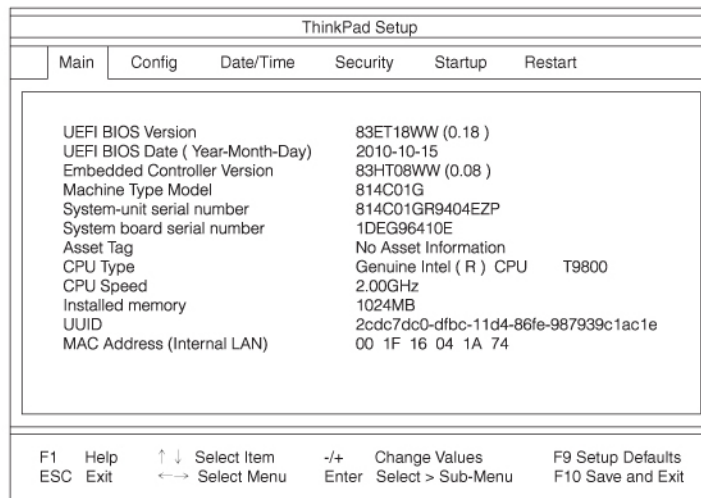 ThinkPad Setup
Main Config Date/Time Security Startup Restart
UEFI BIOS Version 83ET18WW (0.18 )
UEFI BIOS Date ( Year-Month-Day) 2010-10-15
Embedded Controller Version 83HT08WW (0.08 )
Machine Type Model 814C01G
System-unit serial number 814C01GR9404EZP
System board serial number 1DEG96410E
Asset Tag No Asset Information
CPU Type Genuine Intel ( R ) CPU T9800
CPU Speed 2.00GHz
Installed memory 1024MB
UUID 2cdc7dc0-dfbc-11d4-86fe-987939c1ac1e
MAC Address (Internal LAN) 00 1F 16 04 1A 74
F1 Help ↑ ↓ Select Item -/+ Change Values F9 Setup Defaults
ESC Exit ←→ Select Menu Enter Select > Sub-Menu F10 Save and Exit